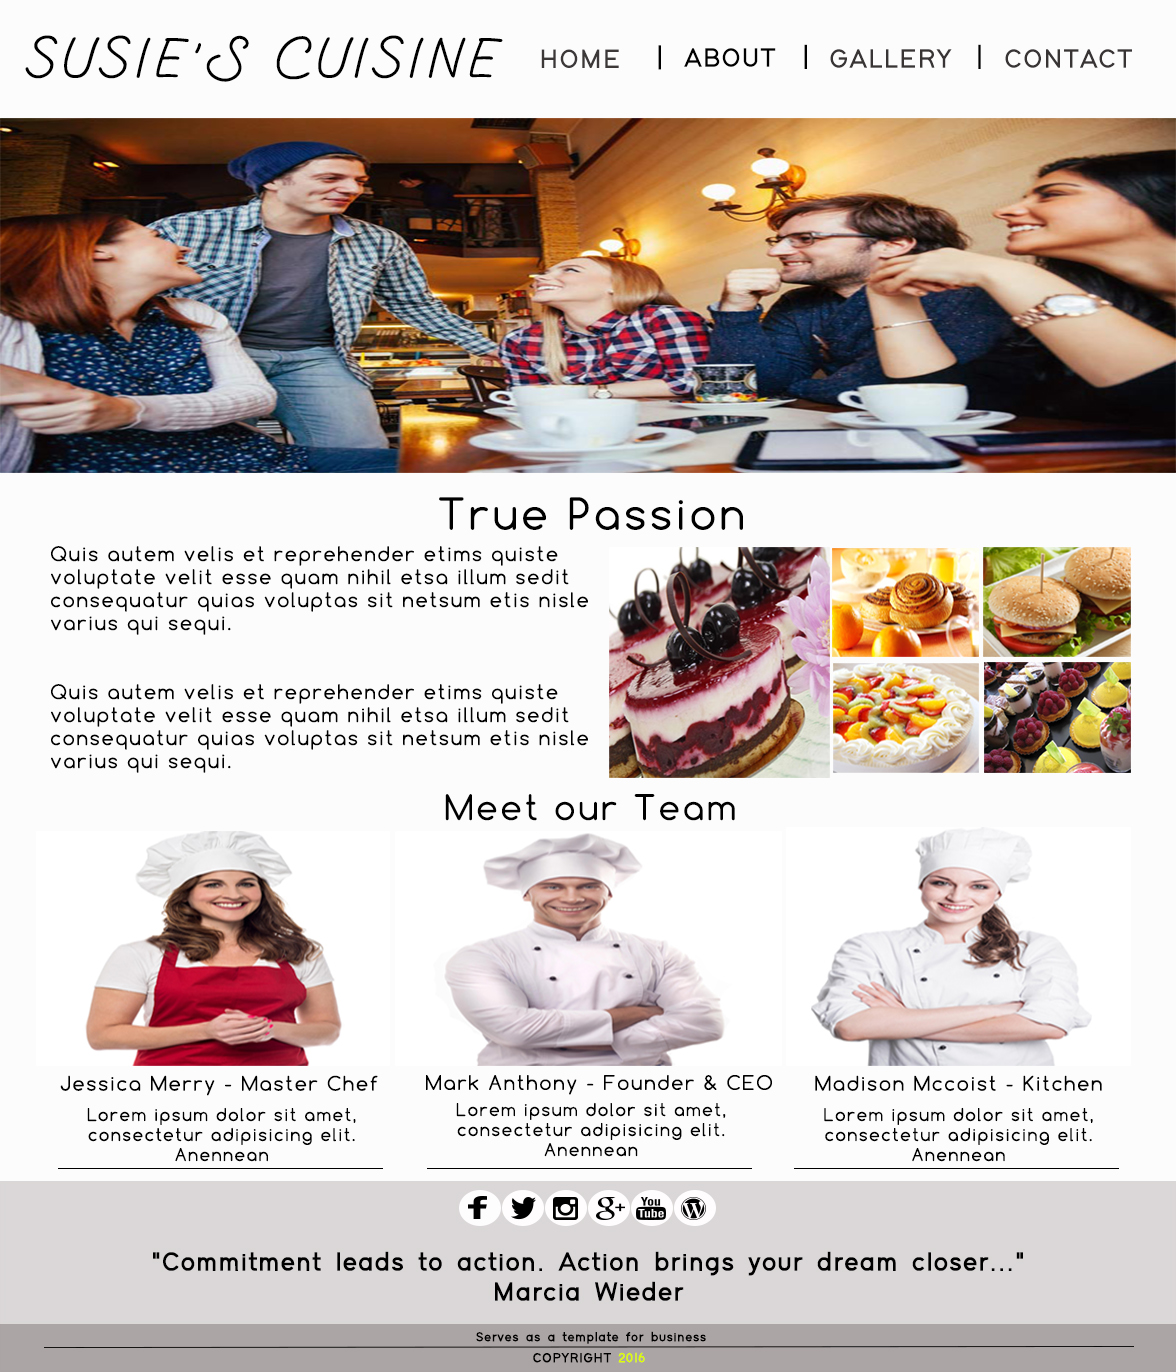 SUSIE'S CUISINE
HOME | ABOUT | GALLERY | CONTACT
True Passion
Quis autem velis et reprehender etims quiste
voluptate velit esse quam nihil etsa illum sedit
consequatur quias voluptas sit netsum etis nisle
varius qui sequi.
Quis autem velis et reprehender etims quiste
voluptate velit esse quam nihil etsa illum sedit
consequatur quias voluptas sit netsum etis nisle
varius qui sequi.
Meet our Team
Jessica Merry - Master Chef
Lorem ipsum dolor sit amet,
consectetur adipisicing elit.
Anennean
Mark Anthony - Founder & CEO
Lorem ipsum dolor sit amet,
consectetur adipisicing elit.
Anennean
Madison Mccoist - Kitchen
Lorem ipsum dolor sit amet,
consectetur adipisicing elit.
Anennean
f g+ You Tube W
"Commitment leads to action. Action brings your dream closer..."
Marcia Wieder
Serves as a template for business
COPYRIGHT 2016